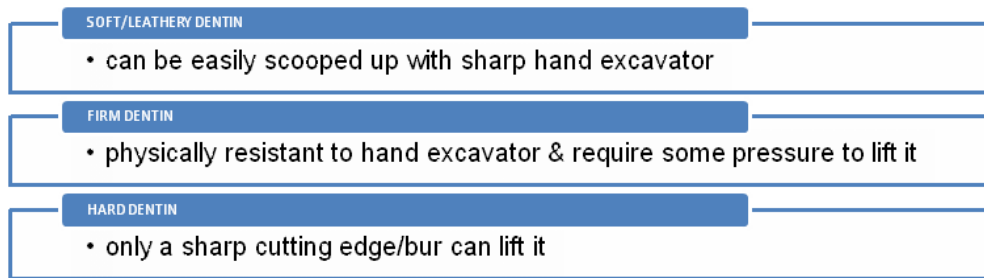 SOFT/LEATHERY DENTIN
• can be easily scooped up with sharp hand excavator
FIRM DENTIN
• physically resistant to hand excavator & require some pressure to lift it
HARD DENTIN
• only a sharp cutting edge/bur can lift it